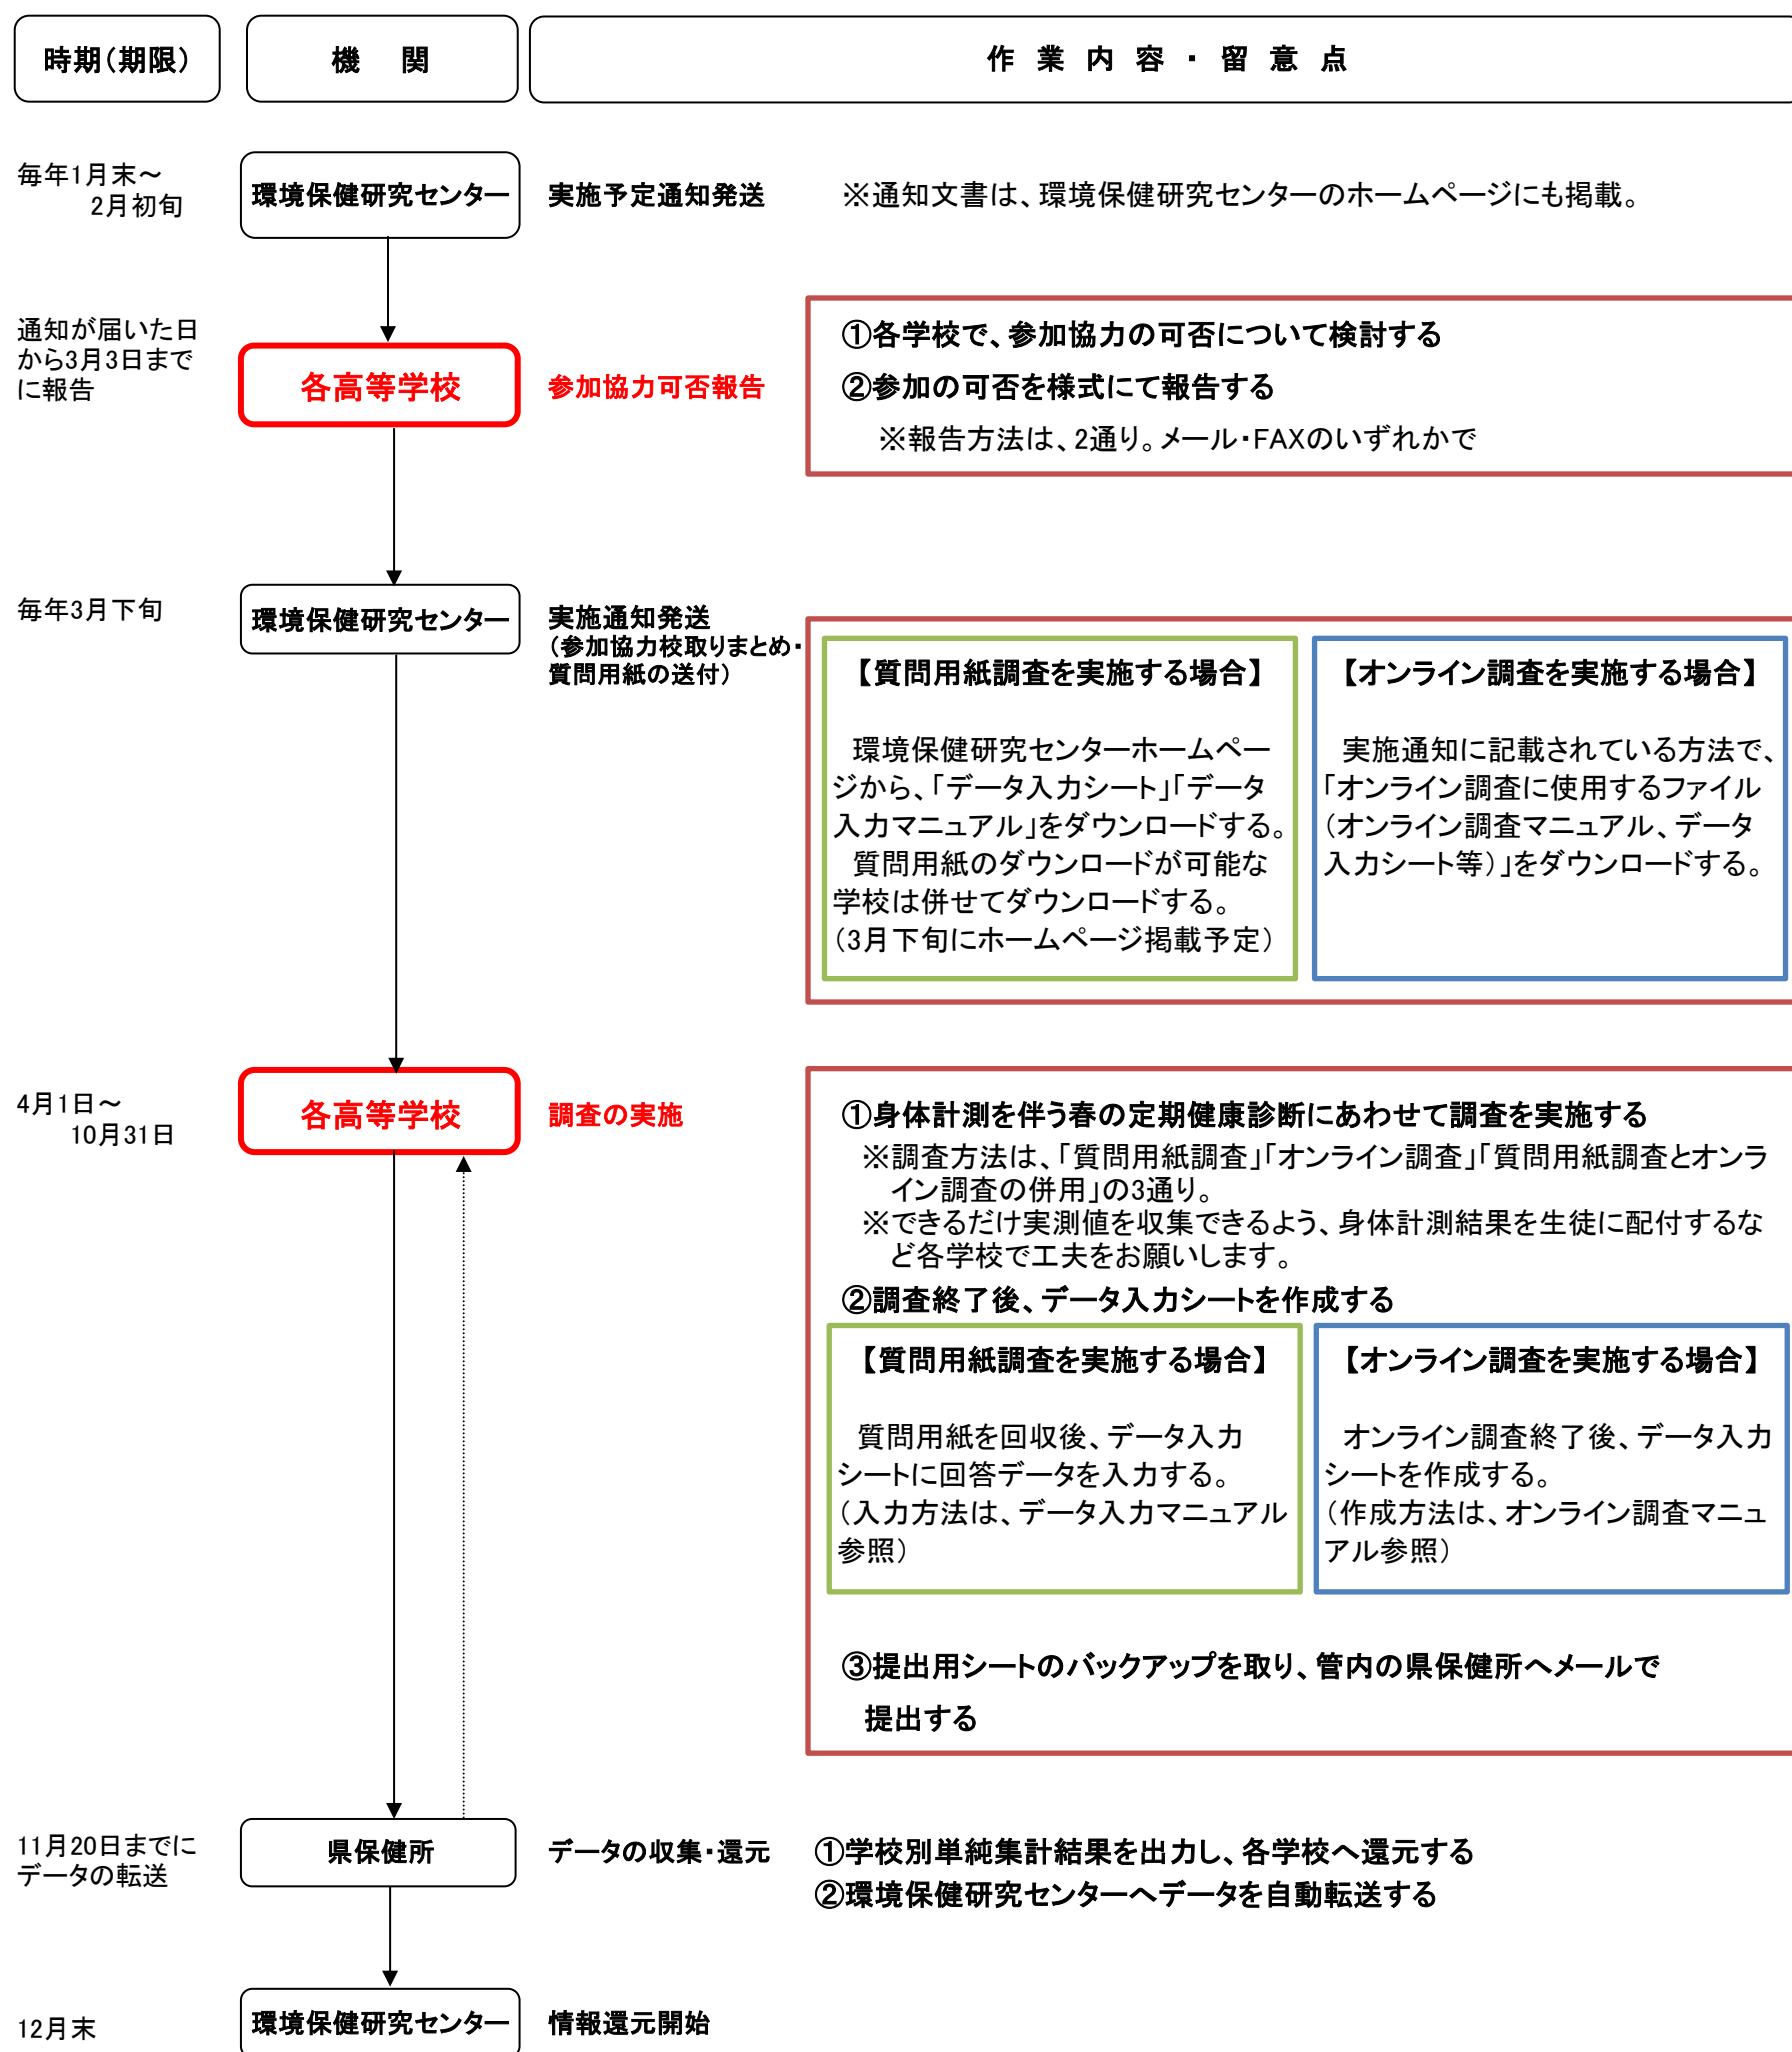 時期(期限)
機　関
作 業 内 容 ・ 留 意 点
毎年1月末～
2月初旬
環境保健研究センター
実施予定通知発送
※通知文書は、環境保健研究センターのホームページにも掲載。
通知が届いた日
から3月3日まで
に報告
各高等学校
参加協力可否報告
①各学校で、参加協力の可否について検討する
②参加の可否を様式にて報告する
※報告方法は、2通り。メール・FAXのいずれかで
毎年3月下旬
環境保健研究センター
実施通知発送
（参加協力校取りまとめ・
質問用紙の送付）
【質問用紙調査を実施する場合】
環境保健研究センターホームペー
ジから、「データ入力シート」「データ
入力マニュアル」をダウンロードする。
質問用紙のダウンロードが可能な
学校は併せてダウンロードする。
（3月下旬にホームページ掲載予定）
【オンライン調査を実施する場合】
実施通知に記載されている方法で、
「オンライン調査に使用するファイル
（オンライン調査マニュアル、データ
入力シート等）」をダウンロードする。
4月1日～
10月31日
各高等学校
調査の実施
①身体計測を伴う春の定期健康診断にあわせて調査を実施する
※調査方法は、「質問用紙調査」「オンライン調査」「質問用紙調査とオンラ
イン調査の併用」の3通り。
※できるだけ実測値を収集できるよう、身体計測結果を生徒に配付するな
ど各学校で工夫をお願いします。
②調査終了後、データ入力シートを作成する
【質問用紙調査を実施する場合】
質問用紙を回収後、データ入力
シートに回答データを入力する。
（入力方法は、データ入力マニュアル
参照）
【オンライン調査を実施する場合】
オンライン調査終了後、データ入力
シートを作成する。
（作成方法は、オンライン調査マニュ
アル参照）
③提出用シートのバックアップを取り、管内の県保健所へメールで
提出する
11月20日までに
データの転送
県保健所
データの収集・還元
①学校別単純集計結果を出力し、各学校へ還元する
②環境保健研究センターへデータを自動転送する
12月末
環境保健研究センター
情報還元開始